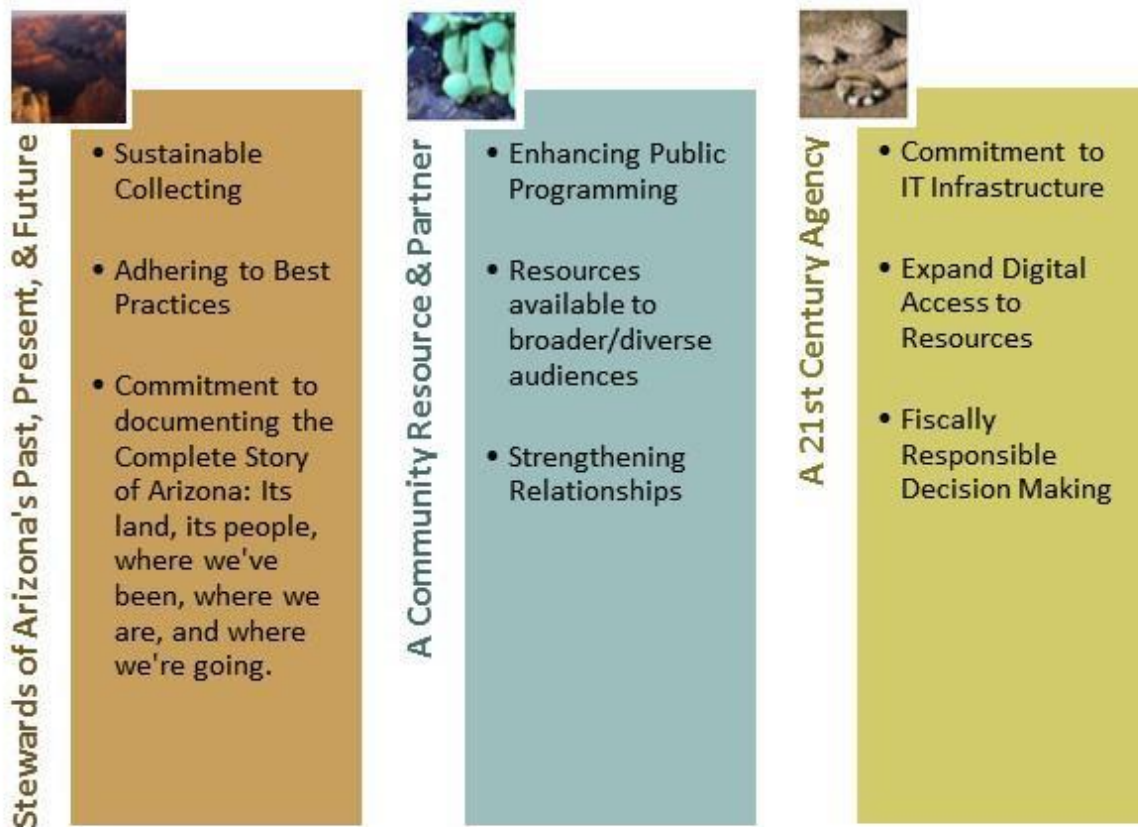 Stewards of Arizona's Past, Present, & Future
• Sustainable
Collecting
• Adhering to Best
Practices
• Commitment to
documenting the
Complete Story
of Arizona: Its
land, its people,
where we've
been, where we
are, and where
we're going.
A Community Resource & Partner
• Enhancing Public
Programming
• Resources
available to
broader/diverse
audiences
• Strengthening
Relationships
A 21st Century Agency
• Commitment to
IT Infrastructure
• Expand Digital
Access to
Resources
• Fiscally
Responsible
Decision Making